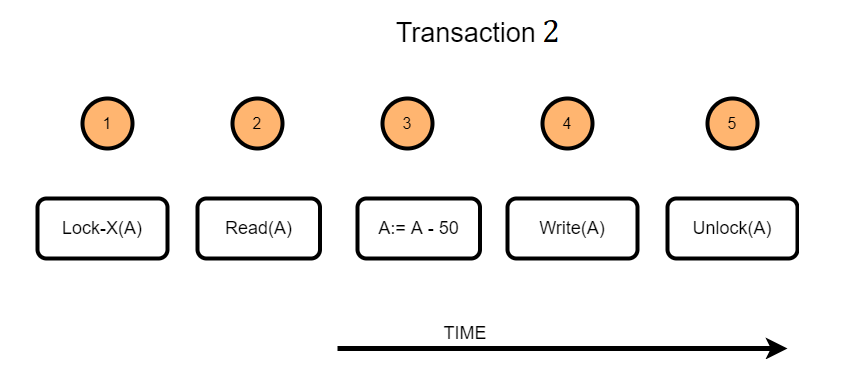 Transaction 2
1 2 3 4 5
Lock-X(A) Read(A) A:= A - 50 Write(A) Unlock(A)
TIME